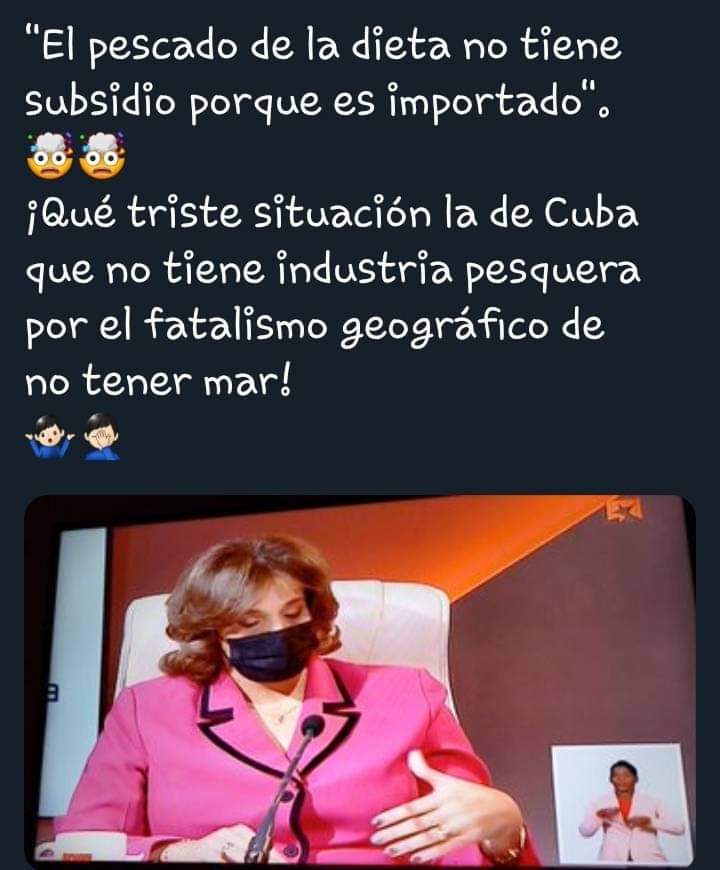 "El pescado de la dieta no tiene
subsidio porque es importado".
🤯🤯
¡Qué triste situación la de Cuba
que no tiene industria pesquera
por el fatalismo geográfico de
no tener mar!
🤷🏻‍♂️🤦🏻‍♂️